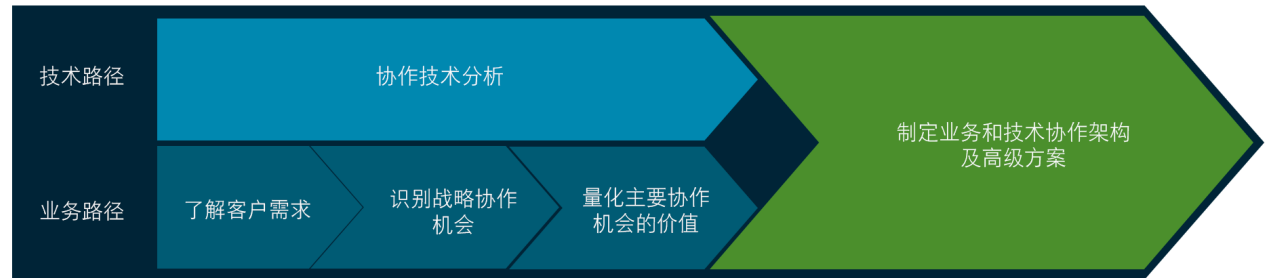 技术路径
协作技术分析
业务路径
了解客户需求
识别战略协作
机会
量化主要协作
机会的价值
制定业务和技术协作架构
及高级方案